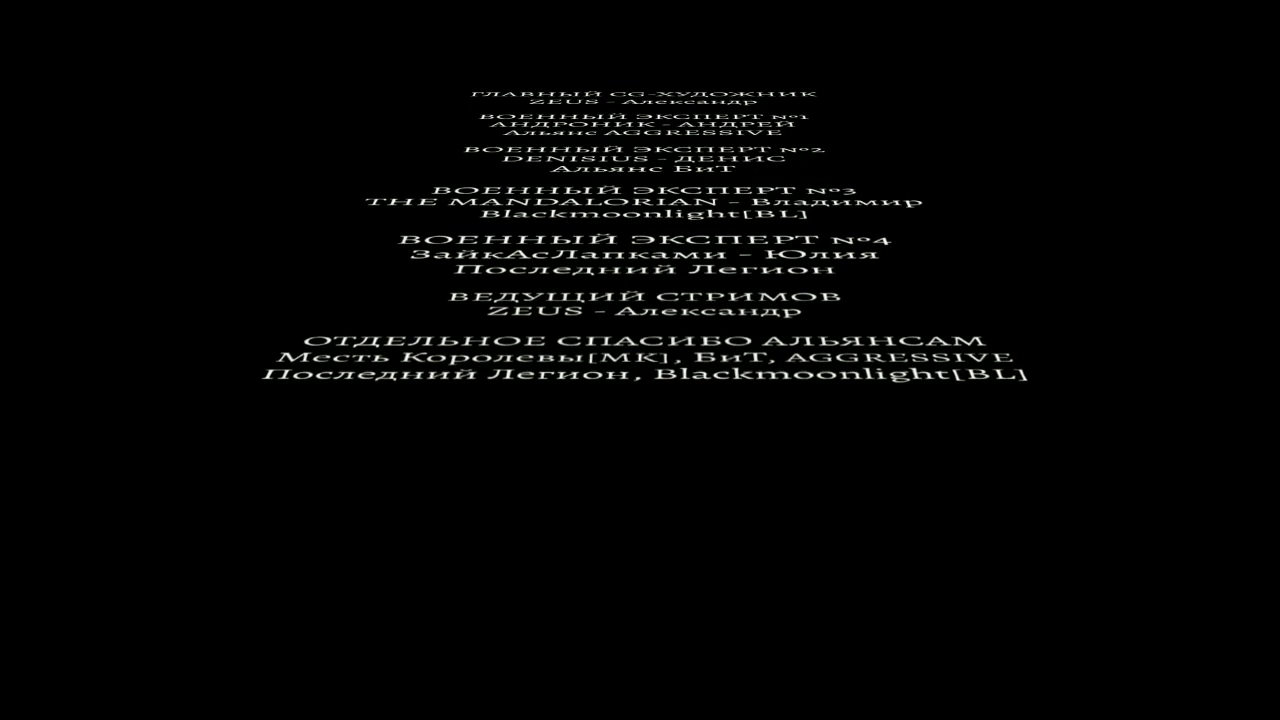 ГЛАВНЫЙ CG-ХУДОЖНИК
ZEUS - Александр
ВОЕННЫЙ ЭКСПЕРТ №1
АНДРОНИК - АНДРЕЙ
Альянс AGGRESSIVE
ВОЕННЫЙ ЭКСПЕРТ №2
DENISIUS - ДЕНИС
Альянс БиТ
ВОЕННЫЙ ЭКСПЕРТ №3
THE MANDALORIAN - Владимир
Blackmoonlight[BL]
ВОЕННЫЙ ЭКСПЕРТ №4
ЗайкАсЛапками - Юлия
Последний Легион
ВЕДУЩИЙ СТРИМОВ
ZEUS - Александр
ОТДЕЛЬНОЕ СПАСИБО АЛЬЯНСАМ
Месть Королевы[МК], БиТ, AGGRESSIVE
Последний Легион, Blackmoonlight[BL]